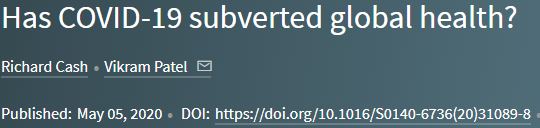 Has COVID-19 subverted global health?
Richard Cash • Vikram Patel
Published: May 05, 2020 • DOI: https://doi.org/10.1016/S0140-6736(20)31089-8 •